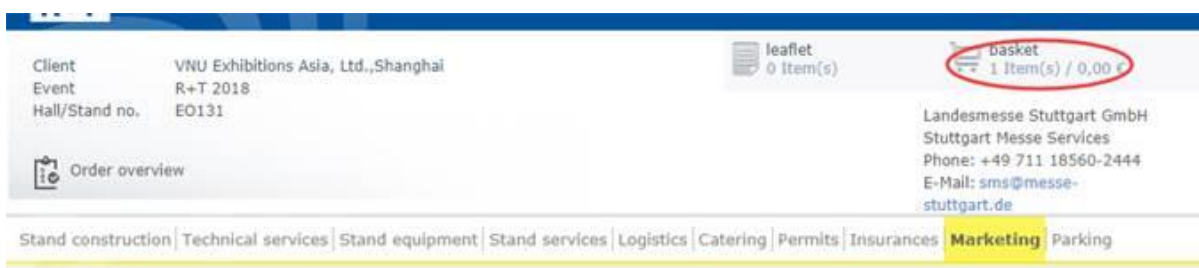 leaflet
0 Item(s)
basket
1 Item(s) / 0,00 €
Client VNU Exhibitions Asia, Ltd.,Shanghai
Event R+T 2018
Hall/Stand no. EO131
Order overview
Landesmesse Stuttgart GmbH
Stuttgart Messe Services
Phone: +49 711 18560-2444
E-Mail: sms@messe-
stuttgart.de
Stand construction Technical services Stand equipment Stand services Logistics Catering Permits Insurances Marketing Parking